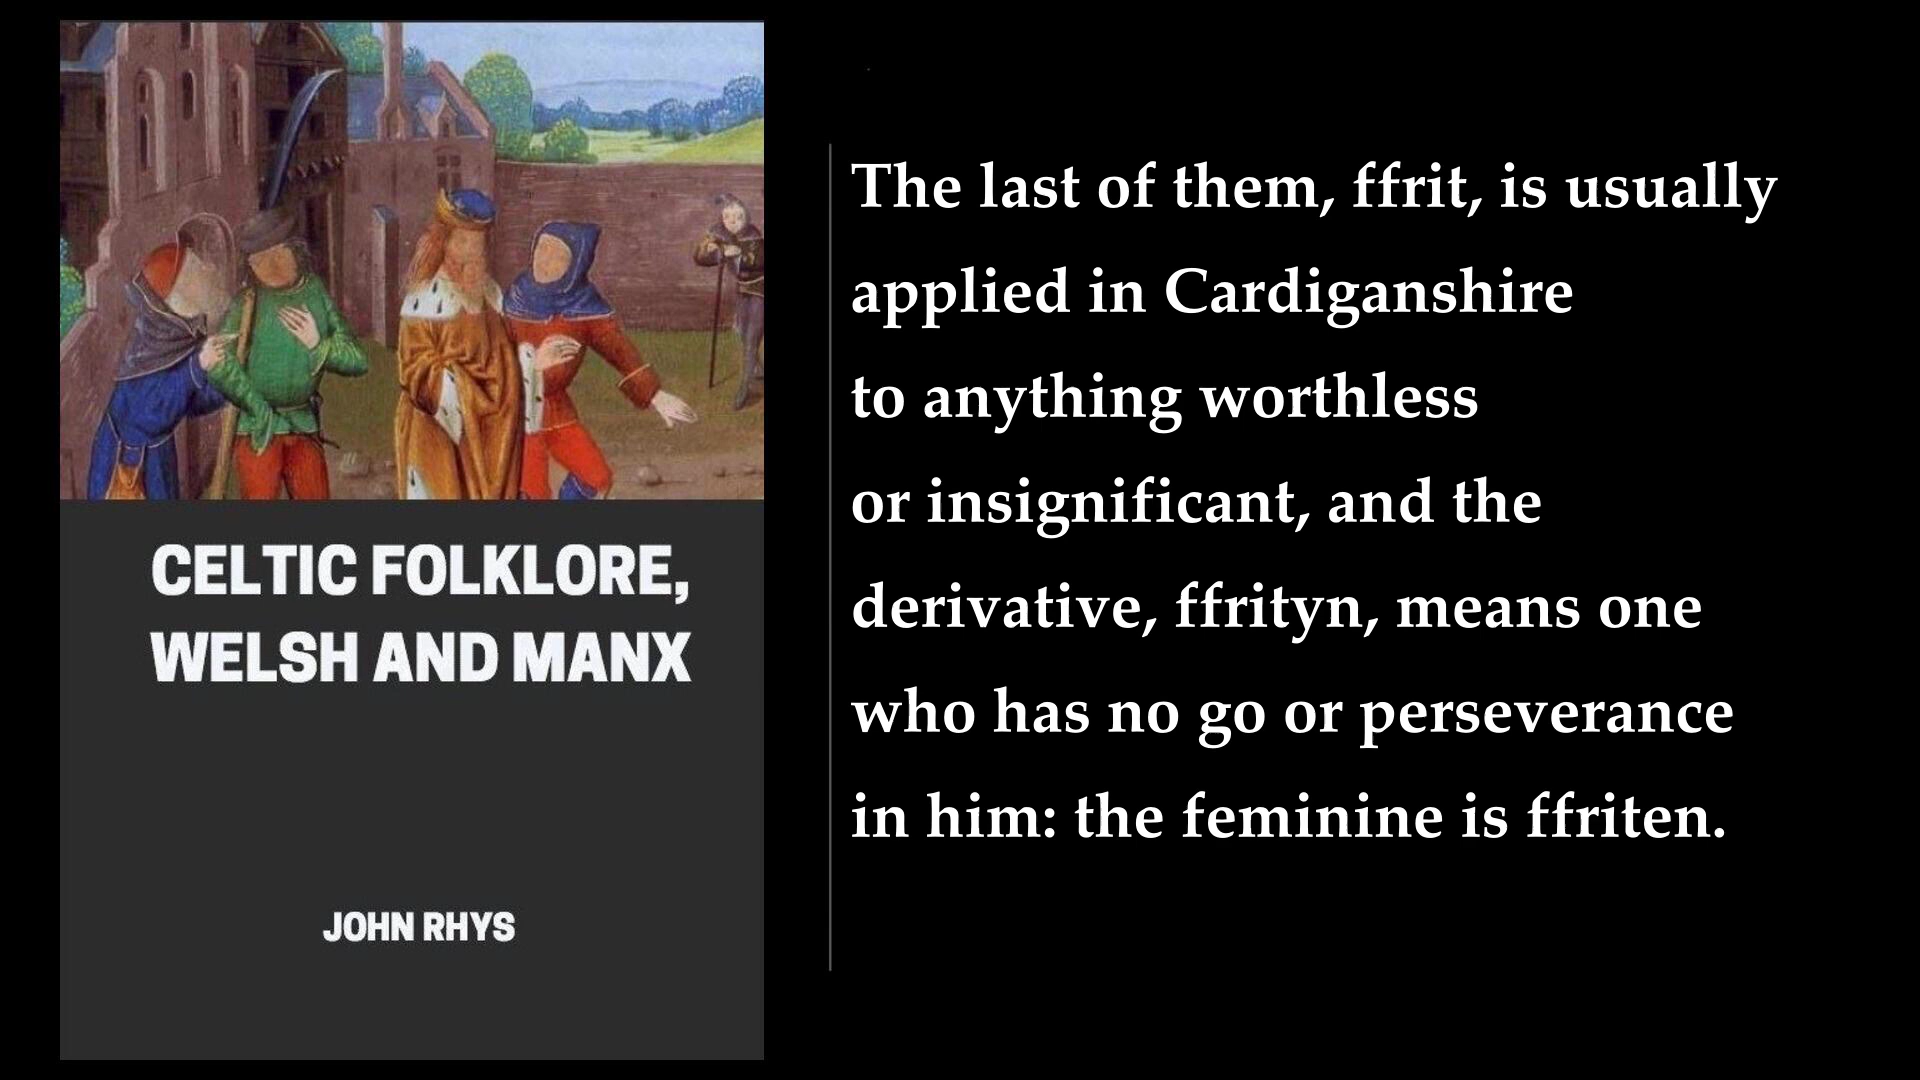 CELTIC FOLKLORE,
WELSH AND MANX
JOHN RHYS
The last of them, ffrit, is usually
applied in Cardiganshire
to anything worthless
or insignificant, and the
derivative, ffrityn, means one
who has no go or perseverance
in him: the feminine is ffriten.